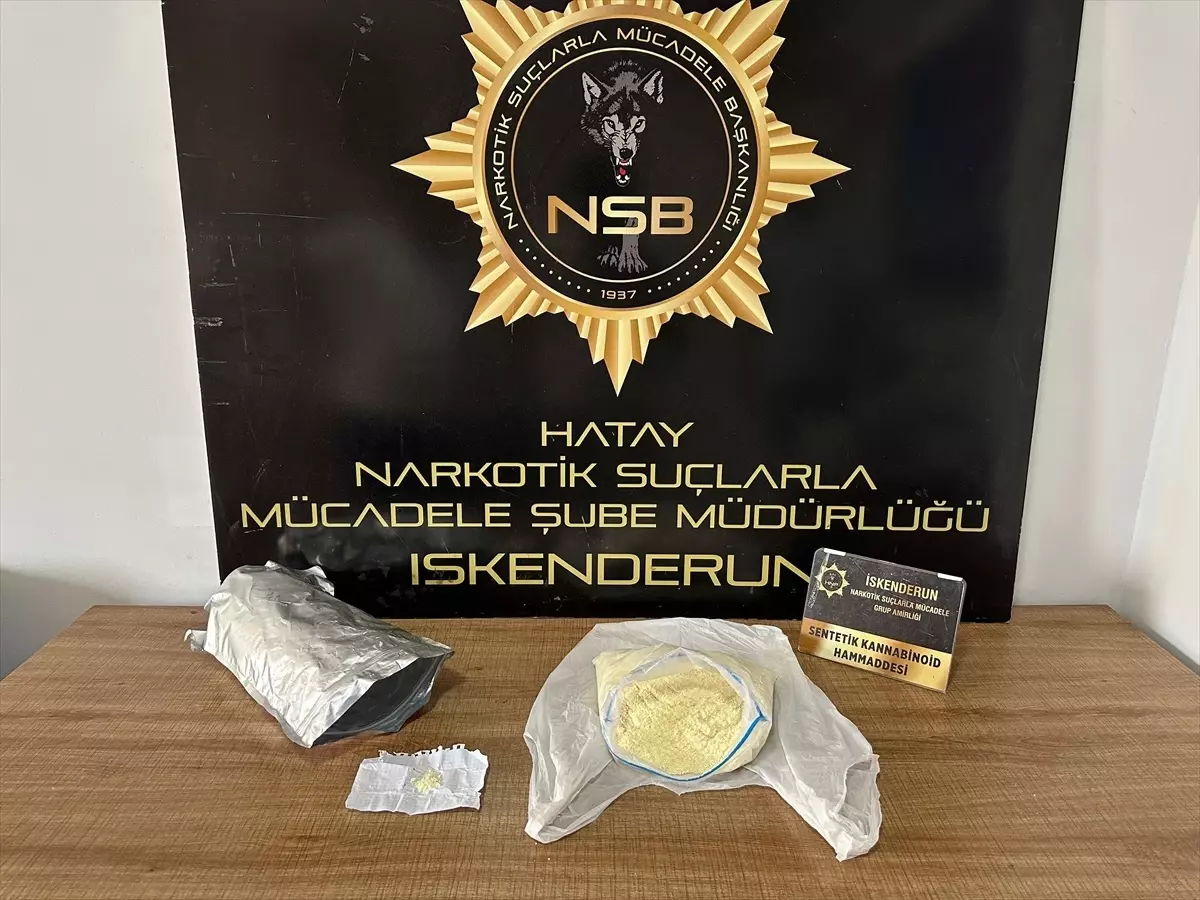 NARKOTİK SUÇLARLA MÜCADELE BAŞKANLIĞI
NSB
1937
HATAY
NARKOTİK SUÇLARLA
MÜCADELE ŞUBE MÜDÜRLÜĞÜ
ISKENDERUN
İSKENDERUN
NARKOTİK SUÇLARLA MÜCADELE
GRUP AMİRLİĞİ
SENTETİK KANNABİNOİD
HAMMADDESİ